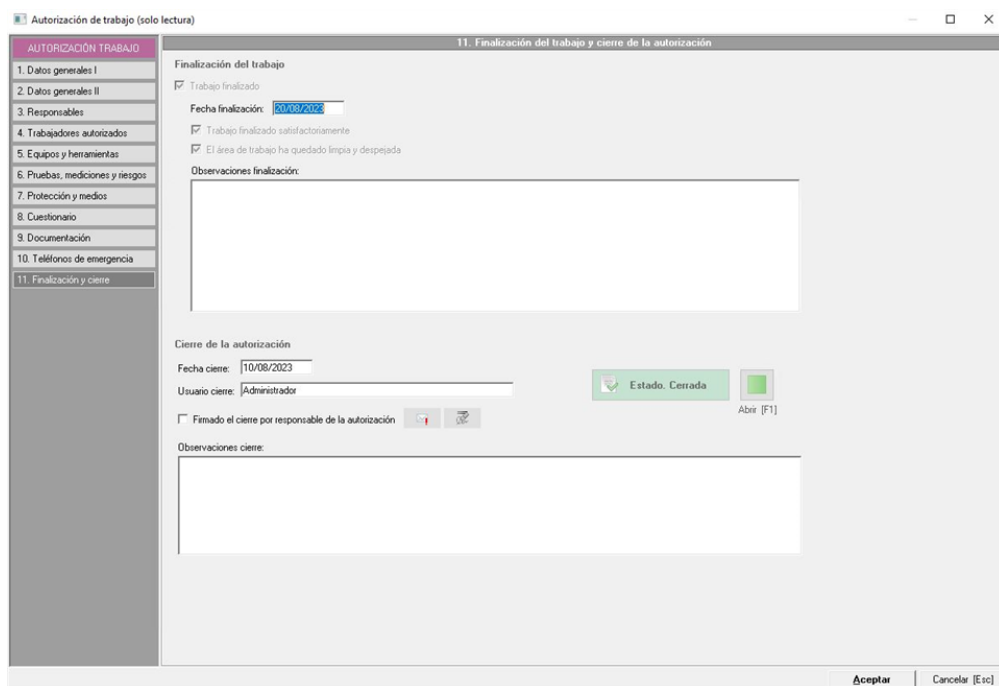 Autorización de trabajo (solo lectura)
AUTORIZACIÓN TRABAJO
1. Datos generales I
2. Datos generales II
3. Responsables
4. Trabajadores autorizados
5. Equipos y herramientas
6. Pruebas, mediciones y riesgos
7. Protección y medios
8. Cuestionario
9. Documentación
10. Teléfonos de emergencia
11. Finalización y cierre
11. Finalización del trabajo y cierre de la autorización
Finalización del trabajo
Trabajo finalizado
Fecha finalización: 20/08/2023
Trabajo finalizado satisfactoriamente
El área de trabajo ha quedado limpia y despejada
Observaciones finalización:
Cierre de la autorización
Fecha cierre: 10/08/2023
Usuario cierre: Administrador
Estado. Cerrada
Abrir [F1]
Firmado el cierre por responsable de la autorización
Observaciones cierre:
Aceptar
Cancelar [Esc]